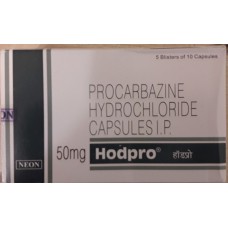 5 Blisters of 10 Capsules
PROCARBAZINE
HYDROCHLORIDE
CAPSULES I.P.
50mg Hodpro®
हॉडप्रो
NEON